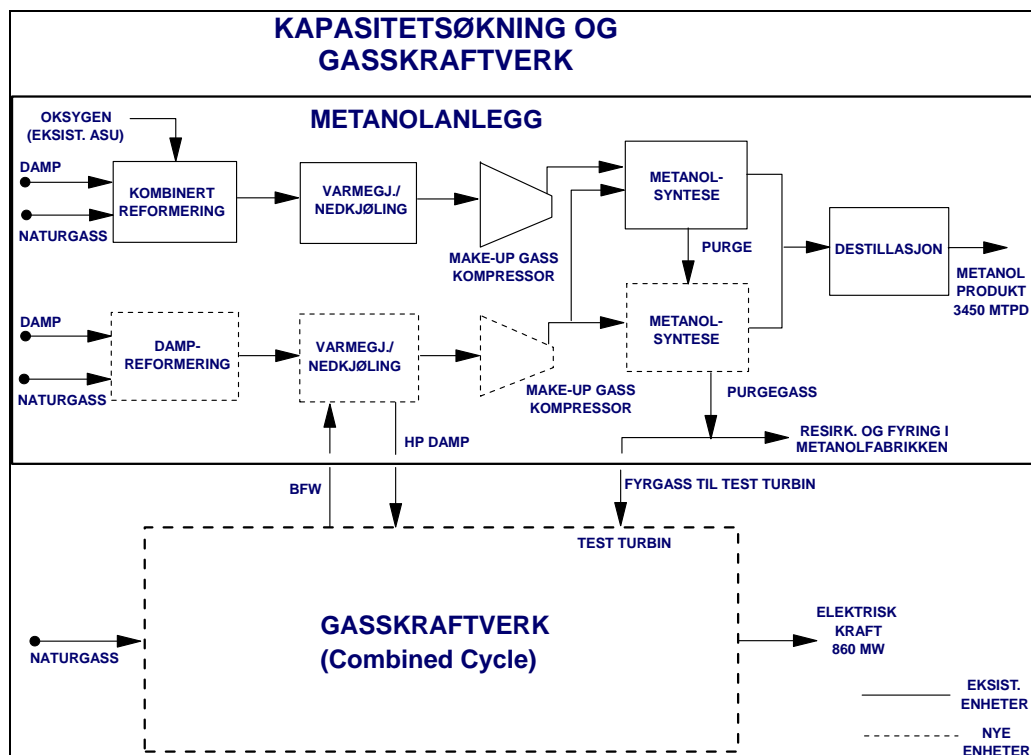 KAPASITETSØKNING OG
GASSKRAFTVERK
METANOLANLEGG
OKSYGEN
(EKSIST. ASU)
DAMP
NATURGASS
KOMBINERT
REFORMERING
VARMEGJ./
NEDKJØLING
MAKE-UP GASS
KOMPRESSOR
METANOL-
SYNTESE
PURGE
DESTILLASJON
METANOL
PRODUKT
3450 MTPD
DAMP
NATURGASS
DAMP-
REFORMERING
VARMEGJ./
NEDKJØLING
MAKE-UP GASS
KOMPRESSOR
METANOL-
SYNTESE
PURGEGASS
RESIRK. OG FYRING I
METANOLFABRIKKEN
HP DAMP
BFW
FYRGASS TIL TEST TURBIN
TEST TURBIN
GASSKRAFTVERK
(Combined Cycle)
NATURGASS
ELEKTRISK
KRAFT
860 MW
EKSIST.
ENHETER
NYE
ENHETER